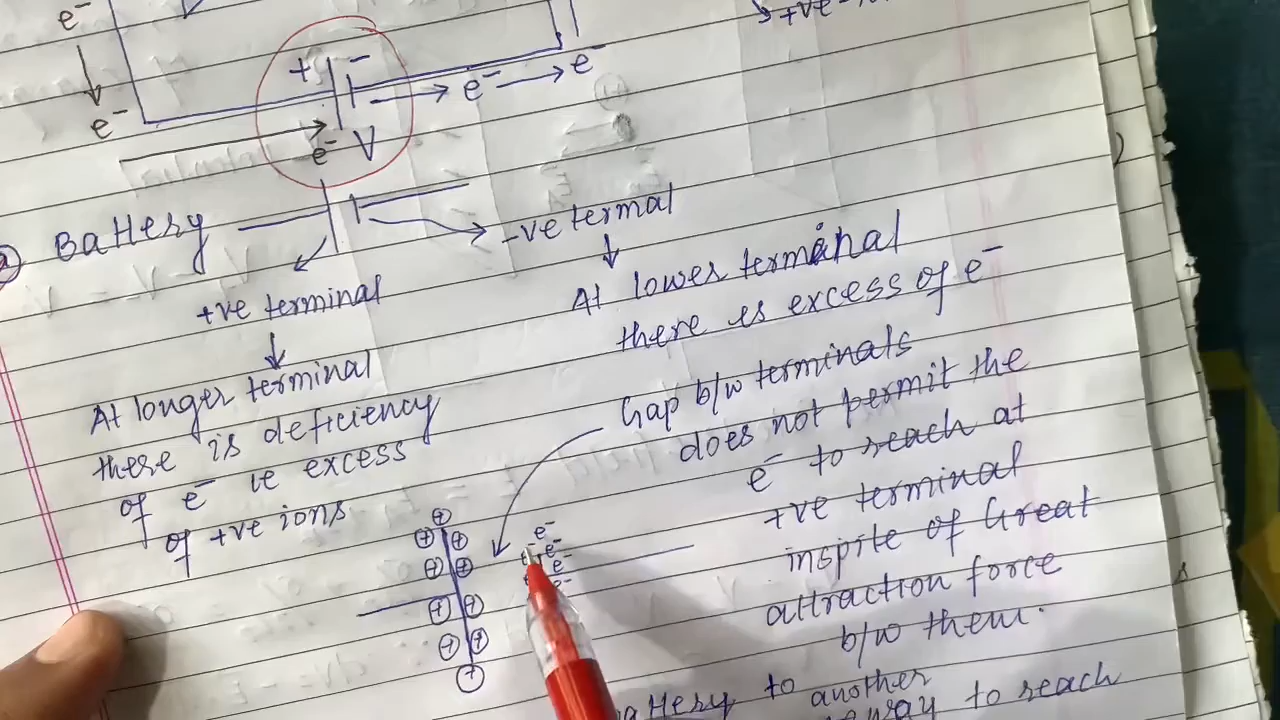 e-
+ve-
e-
+ -
e- → e-
e- V
Battery
-ve termal
+ve terminal
At lower terminal
there is excess of e-
At longer terminal
there is deficiency
of e- ie excess
of +ve ions
Gap b/w terminals
does not permit the
e- to reach at
+ve terminal
inspite of Great
attraction force
b/w them.
+
+ +
+ +
+ +
+ +
+
e-
e-
e-
e-
battery to another
way to reach